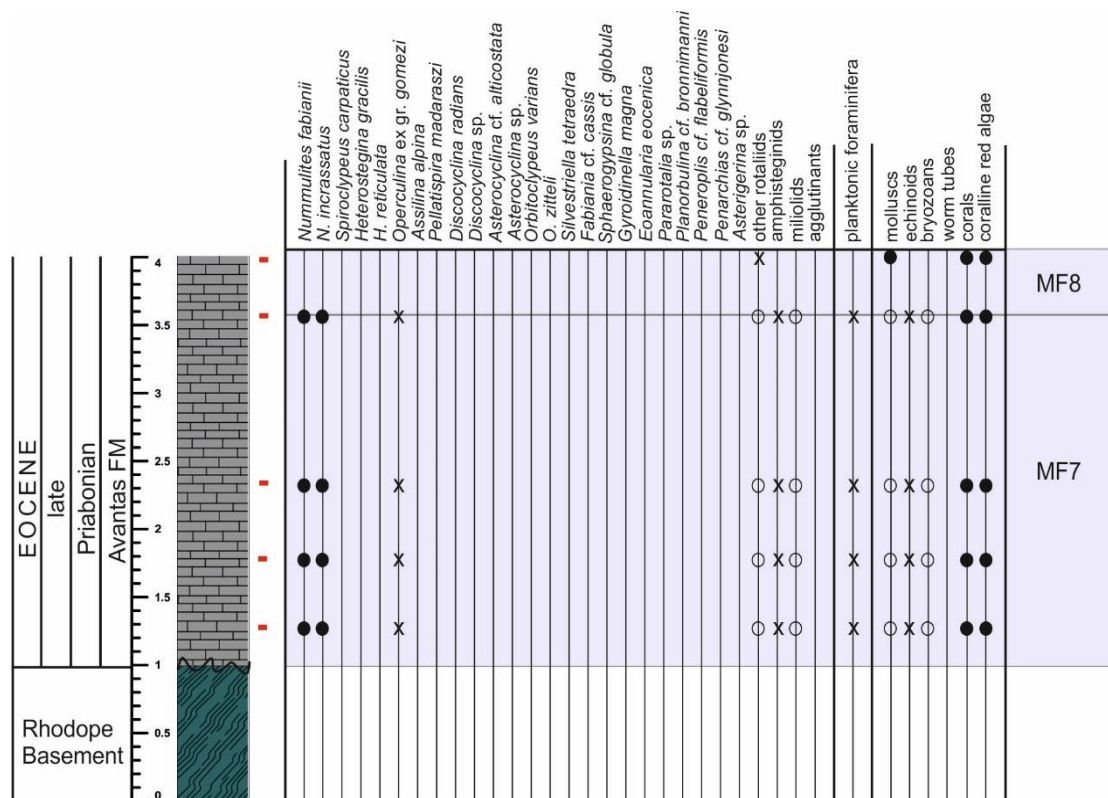 Nummulites fabianii
N. incrassatus
Spiroclypeus carpaticus
Heterostegina gracilis
H. reticulata
Operculina ex gr. gomezi
Assilina alpina
Pellatispira madaraszi
Discocyclina radians
Discocyclina sp.
Asterocyclina cf. alticostata
Asterocyclina sp.
Orbitoclypeus varians
O. zitteli
Silvestriella tetraedra
Fabiania cf. cassis
Sphaerogypsina cf. globula
Gyroidinella magna
Eoannularia eocenica
Pararotalia sp.
Planorbulina cf. bronnimanni
Peneroplis cf. flabeliformis
Penarchias cf. glynnjonesi
Asterigerina sp.
other rotaliids
amphisteginids
miliolids
agglutinants
planktonic foraminifera
molluscs
echinoids
bryozoans
worm tubes
corals
coralline red algae
EOCENE
late
Priabonian
Avantas FM
4
3.5
3
2.5
2
1.5
1
0.5
0
X
MF8
X X X X
MF7
X X X X
X X X X
X X X X
Rhodope
Basement